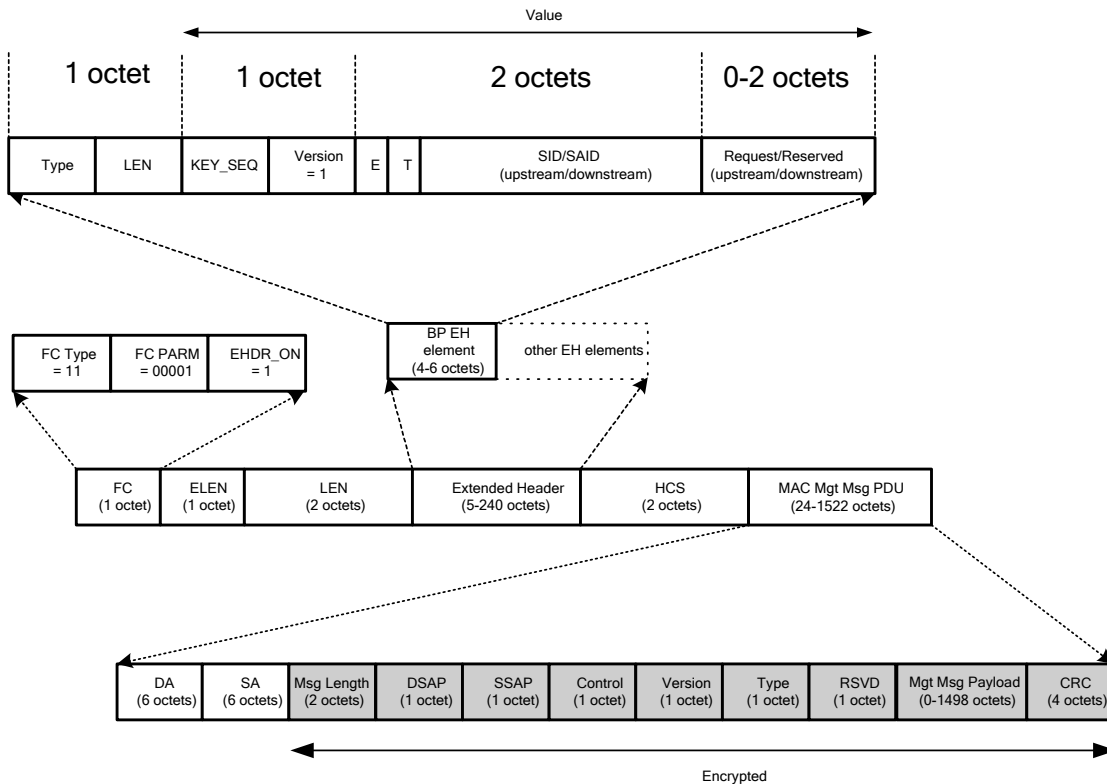 Value
1 octet
1 octet
2 octets
0-2 octets
Type
LEN
KEY_SEQ
Version
= 1
E
T
SID/SAID
(upstream/downstream)
Request/Reserved
(upstream/downstream)
FC Type
= 11
FC PARM
= 00001
EHDR_ON
= 1
BP EH
element
(4-6 octets)
other EH elements
FC
(1 octet)
ELEN
(1 octet)
LEN
(2 octets)
Extended Header
(5-240 octets)
HCS
(2 octets)
MAC Mgt Msg PDU
(24-1522 octets)
DA
(6 octets)
SA
(6 octets)
Msg Length
(2 octets)
DSAP
(1 octet)
SSAP
(1 octet)
Control
(1 octet)
Version
(1 octet)
Type
(1 octet)
RSVD
(1 octet)
Mgt Msg Payload
(0-1498 octets)
CRC
(4 octets)
Encrypted